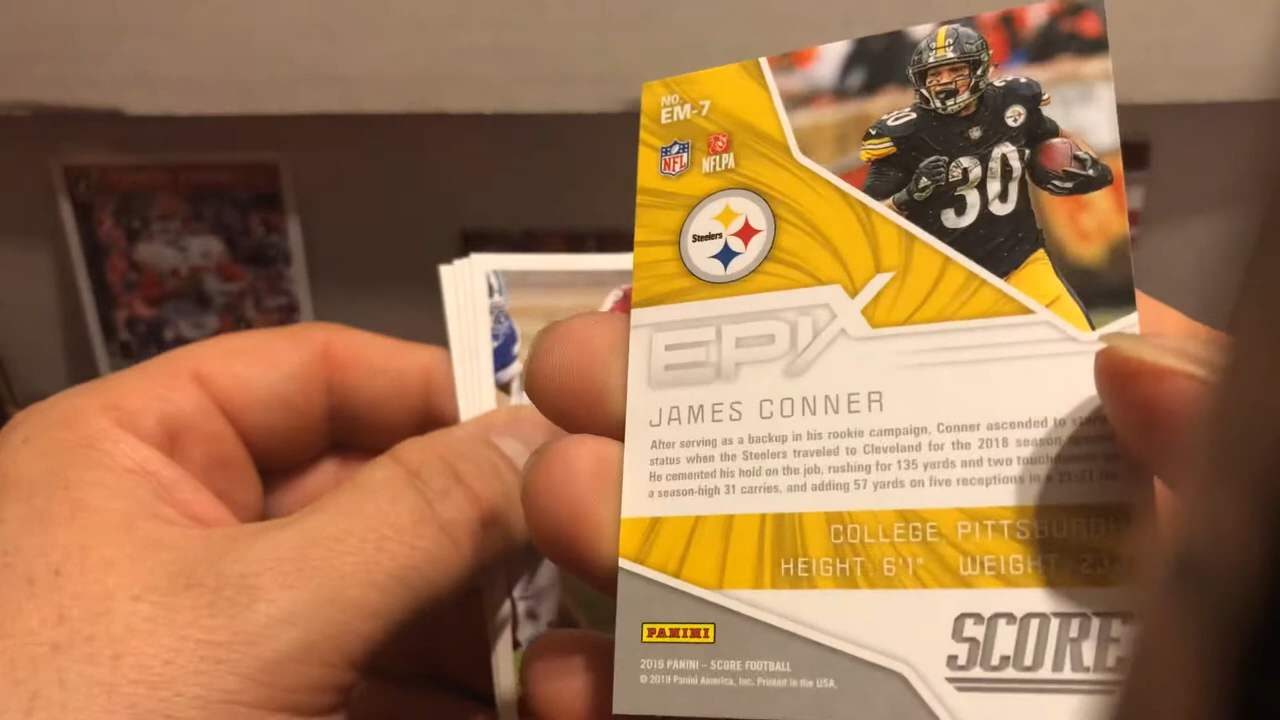 NO.
EM-7
NFL
NFLPA
Steelers
30
30
EPIX
JAMES CONNER
After serving as a backup in his rookie campaign, Conner ascended to
status when the Steelers traveled to Cleveland for the 2018 season
He cemented his hold on the job, rushing for 135 yards and two touchdowns
a season-high 31 carries, and adding 57 yards on five receptions in a 21-21
COLLEGE: PITTSBURGH
HEIGHT: 6'1" WEIGHT:
PANINI
SCORE
2019 PANINI – SCORE FOOTBALL
© 2019 Panini America, Inc. Printed in the USA.